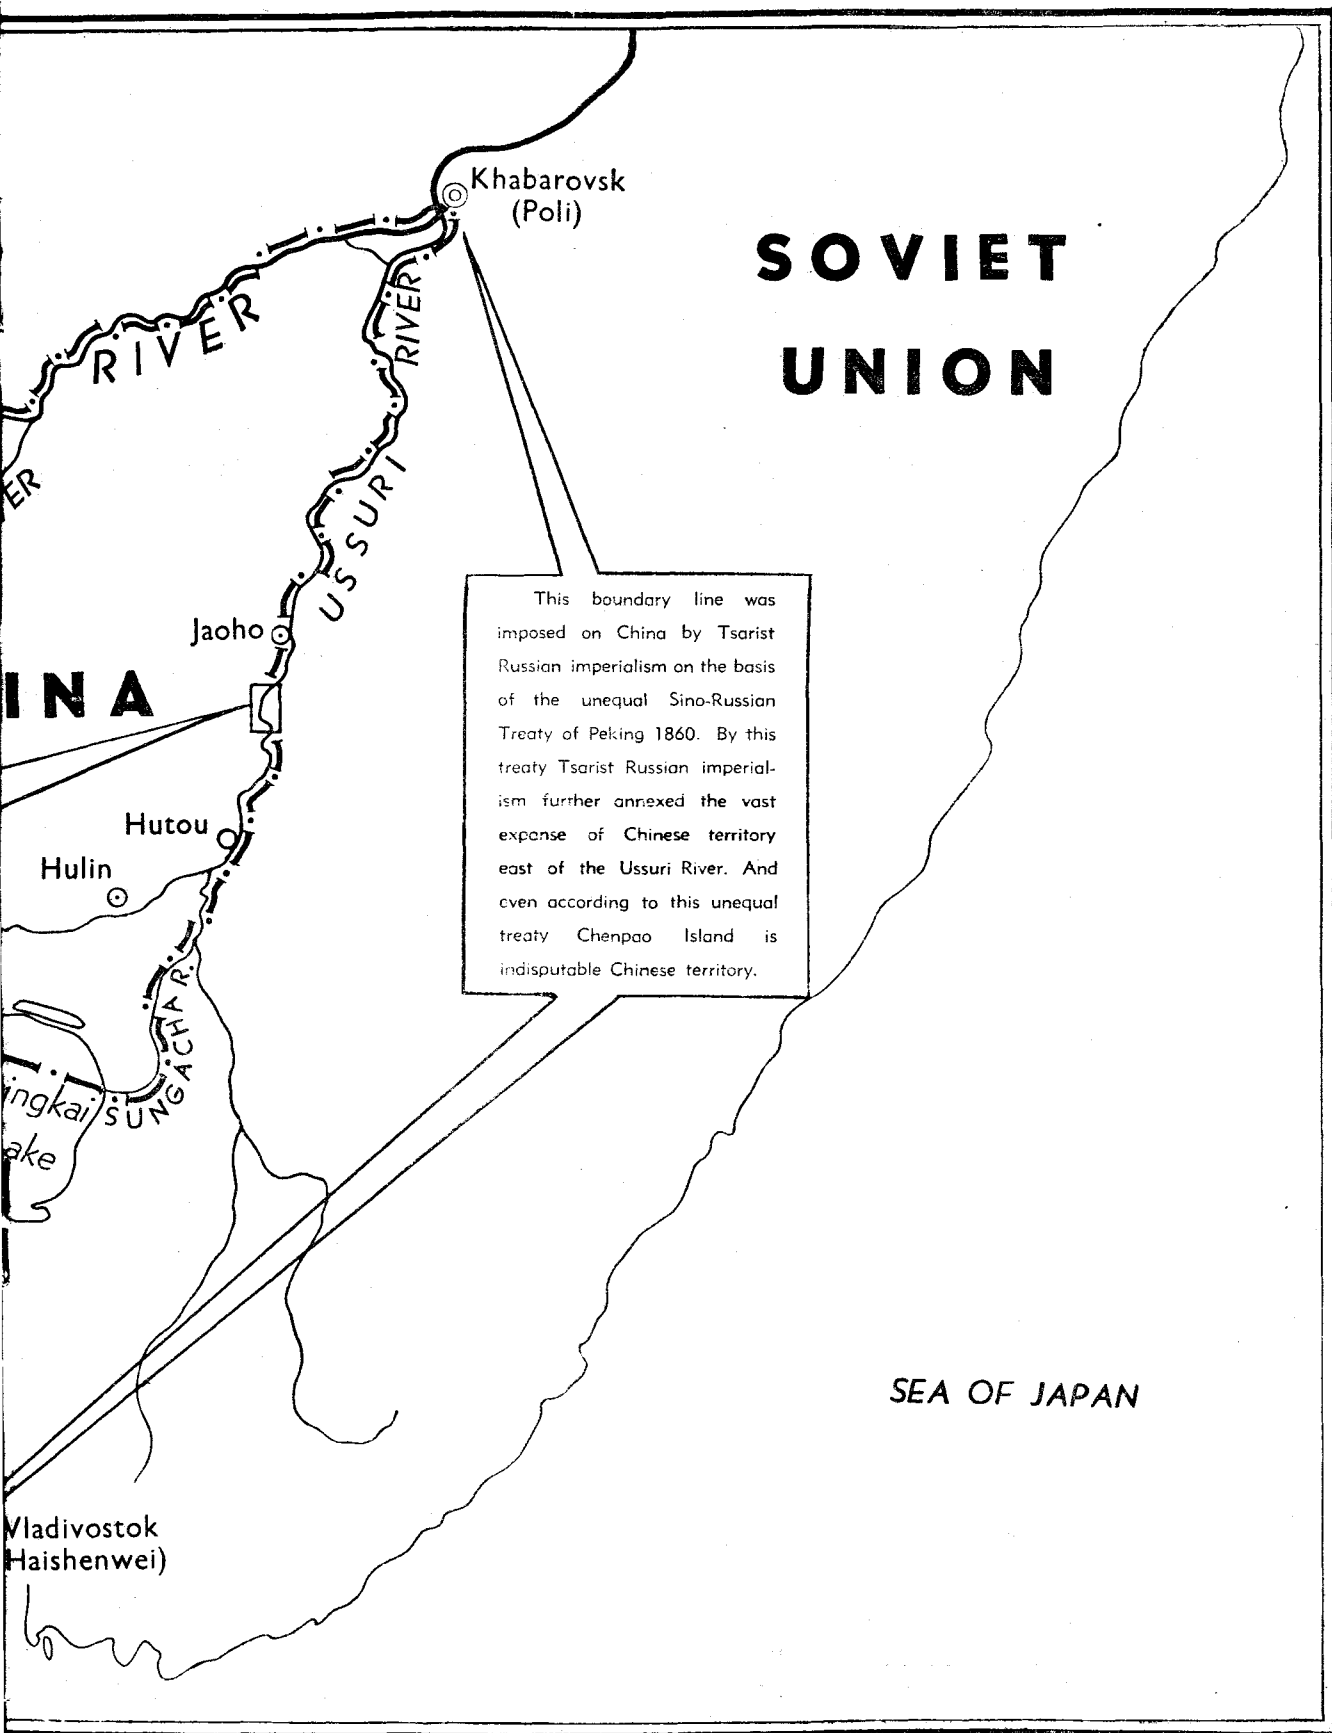 Khabarovsk
(Poli)
SOVIET
UNION
RIVER
RIVER
USSURI
ER
Jaoho
INA
This boundary line was
imposed on China by Tsarist
Russian imperialism on the basis
of the unequal Sino-Russian
Treaty of Peking 1860. By this
treaty Tsarist Russian imperial-
ism further annexed the vast
expanse of Chinese territory
east of the Ussuri River. And
even according to this unequal
treaty Chenpao Island is
indisputable Chinese territory.
Hutou
Hulin
SUNGACHA R.
ingkai
ake
SEA OF JAPAN
Vladivostok
Haishenwei)